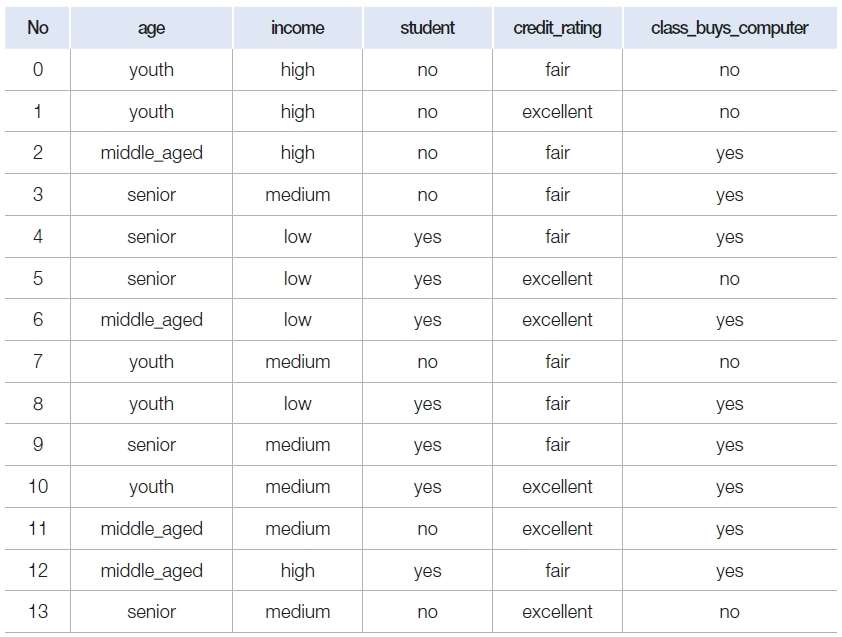 No age income student credit_rating class_buys_computer
0 youth high no fair no
1 youth high no excellent no
2 middle_aged high no fair yes
3 senior medium no fair yes
4 senior low yes fair yes
5 senior low yes excellent no
6 middle_aged low yes excellent yes
7 youth medium no fair no
8 youth low yes fair yes
9 senior medium yes fair yes
10 youth medium yes excellent yes
11 middle_aged medium no excellent yes
12 middle_aged high yes fair yes
13 senior medium no excellent no